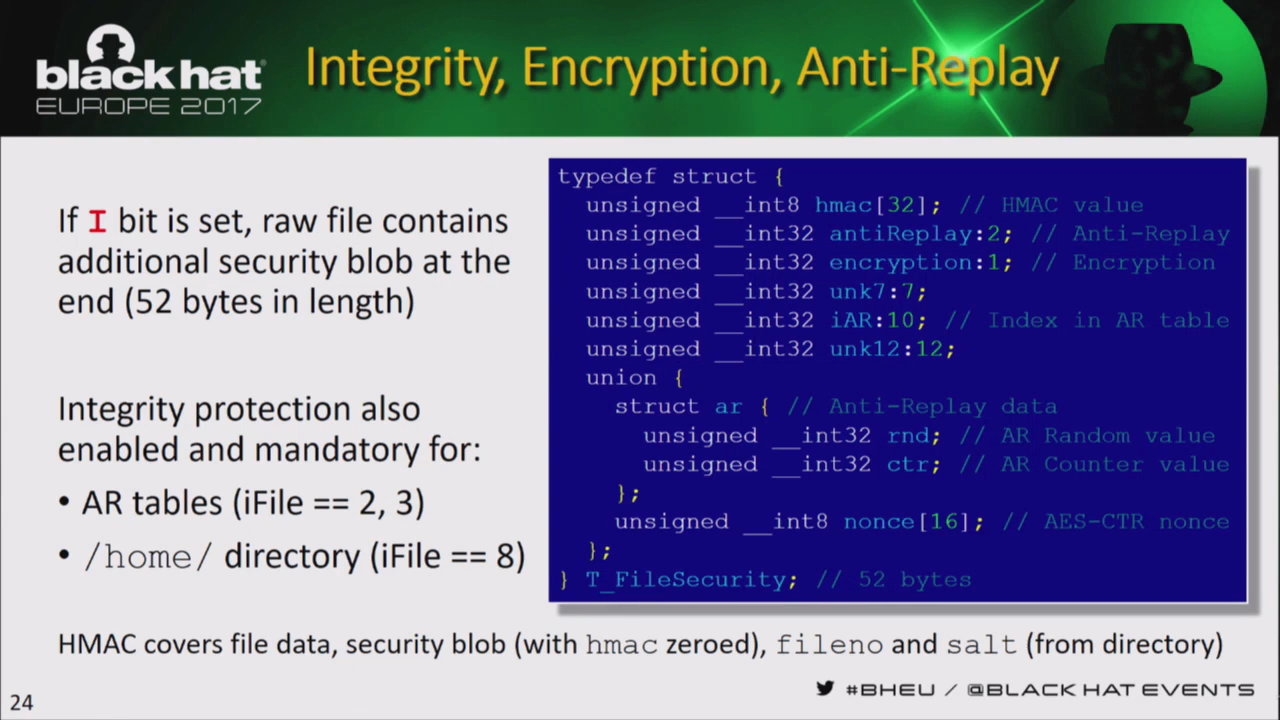 black hat®
EUROPE 2017
Integrity, Encryption, Anti-Replay
If I bit is set, raw file contains
additional security blob at the
end (52 bytes in length)
Integrity protection also
enabled and mandatory for:
• AR tables (iFile == 2, 3)
• /home/ directory (iFile == 8)
typedef struct {
unsigned __int8 hmac[32]; // HMAC value
unsigned __int32 antiReplay:2; // Anti-Replay
unsigned __int32 encryption:1; // Encryption
unsigned __int32 unk7:7;
unsigned __int32 iAR:10; // Index in AR table
unsigned __int32 unk12:12;
union {
struct ar { // Anti-Replay data
unsigned __int32 rnd; // AR Random value
unsigned __int32 ctr; // AR Counter value
};
unsigned __int8 nonce[16]; // AES-CTR nonce
};
} T_FileSecurity; // 52 bytes
HMAC covers file data, security blob (with hmac zeroed), fileno and salt (from directory)
24
#BHEU / @BLACK HAT EVENTS